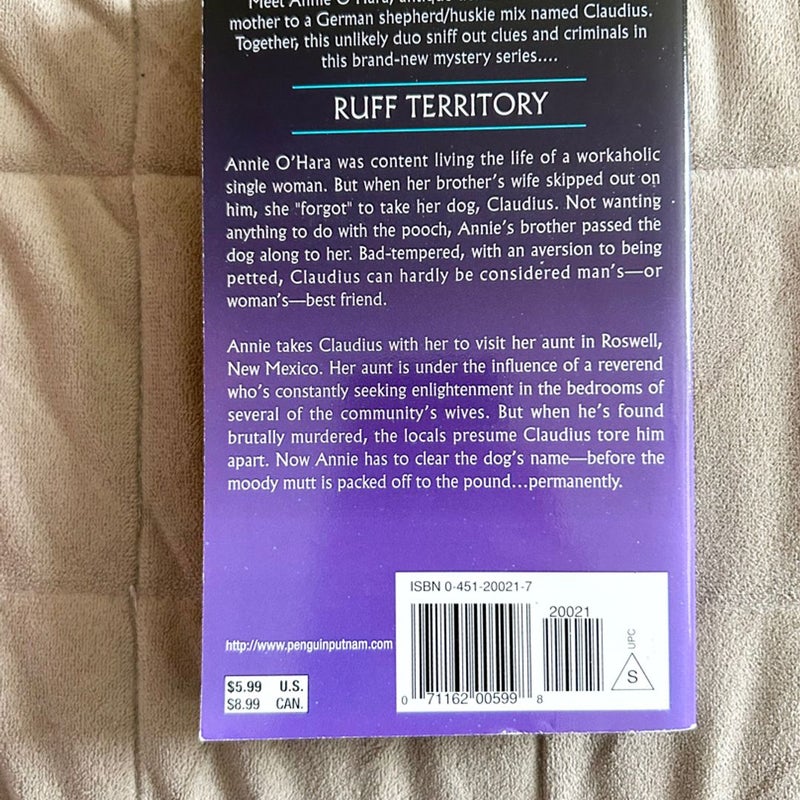 Meet Annie O'Hara, antique
mother to a German shepherd/huskie mix named Claudius.
Together, this unlikely duo sniff out clues and criminals in
this brand-new mystery series....
RUFF TERRITORY
Annie O'Hara was content living the life of a workaholic
single woman. But when her brother's wife skipped out on
him, she "forgot" to take her dog, Claudius. Not wanting
anything to do with the pooch, Annie's brother passed the
dog along to her. Bad-tempered, with an aversion to being
petted, Claudius can hardly be considered man's—or
woman's—best friend.
Annie takes Claudius with her to visit her aunt in Roswell,
New Mexico. Her aunt is under the influence of a reverend
who's constantly seeking enlightenment in the bedrooms of
several of the community's wives. But when he's found
brutally murdered, the locals presume Claudius tore him
apart. Now Annie has to clear the dog's name—before the
moody mutt is packed off to the pound...permanently.
ISBN 0-451-20021-7
20021
UPC
S
http://www.penguinputnam.com
$5.99 U.S.
$8.99 CAN.
0 71162 00599 8